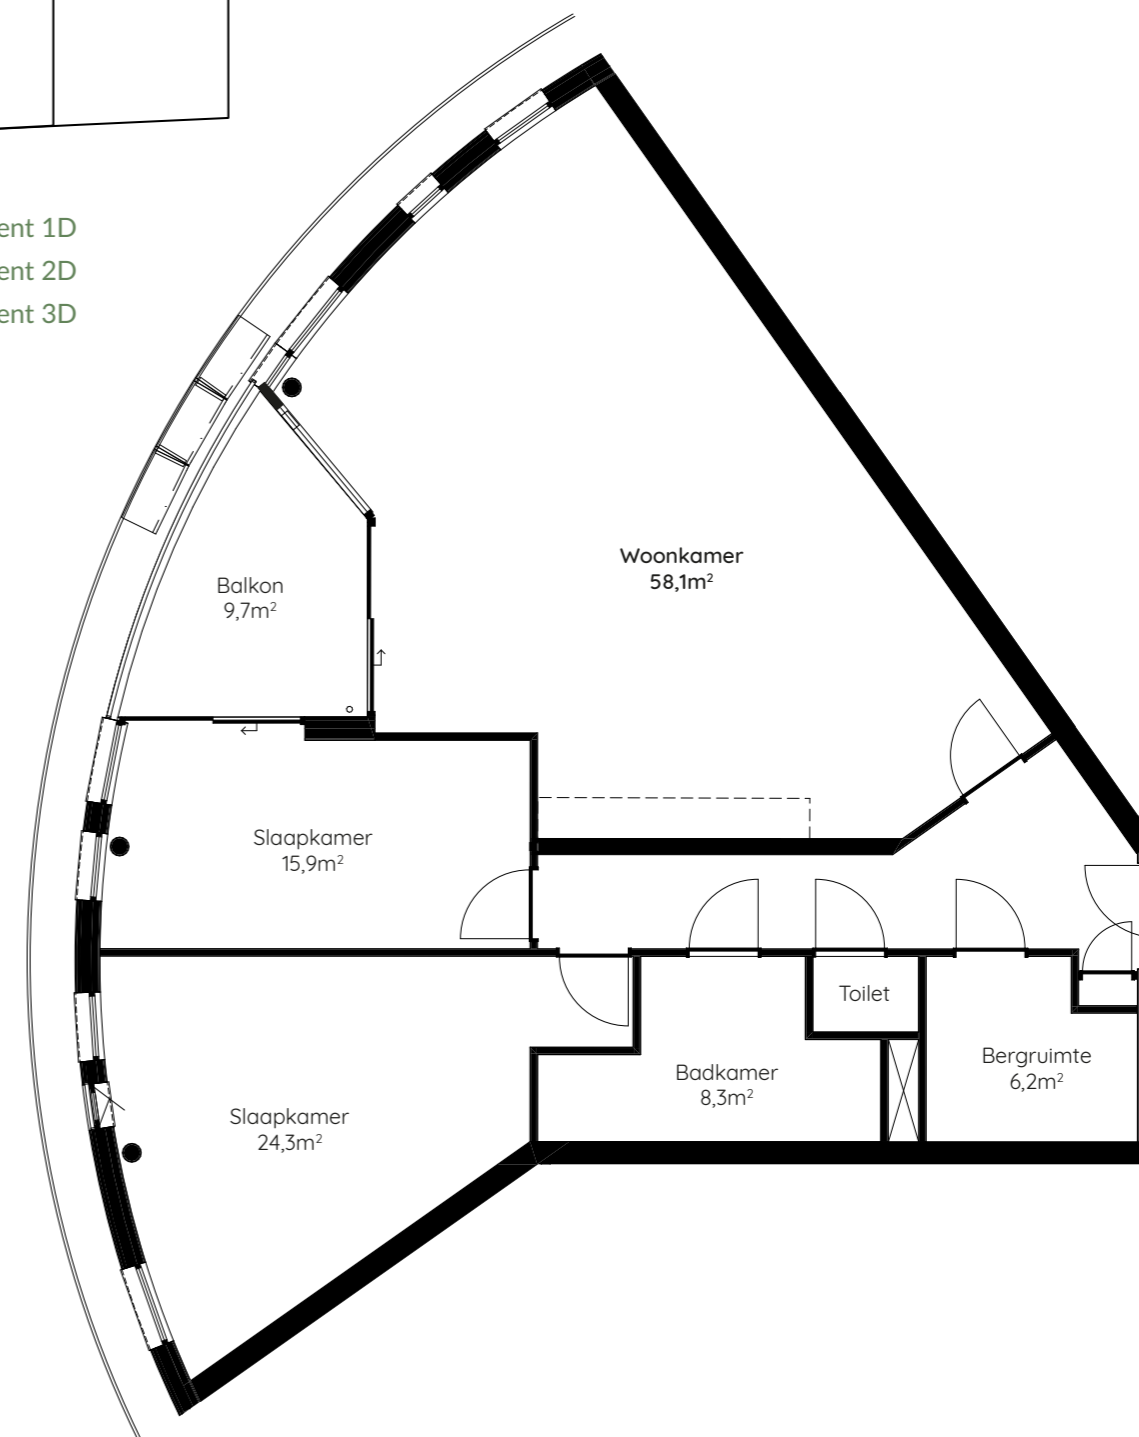 ent 1D
ent 2D
ent 3D
Woonkamer
58,1m²
Balkon
9,7m²
Slaapkamer
15,9m²
Toilet
Bergruimte
6,2m²
Badkamer
8,3m²
Slaapkamer
24,3m²